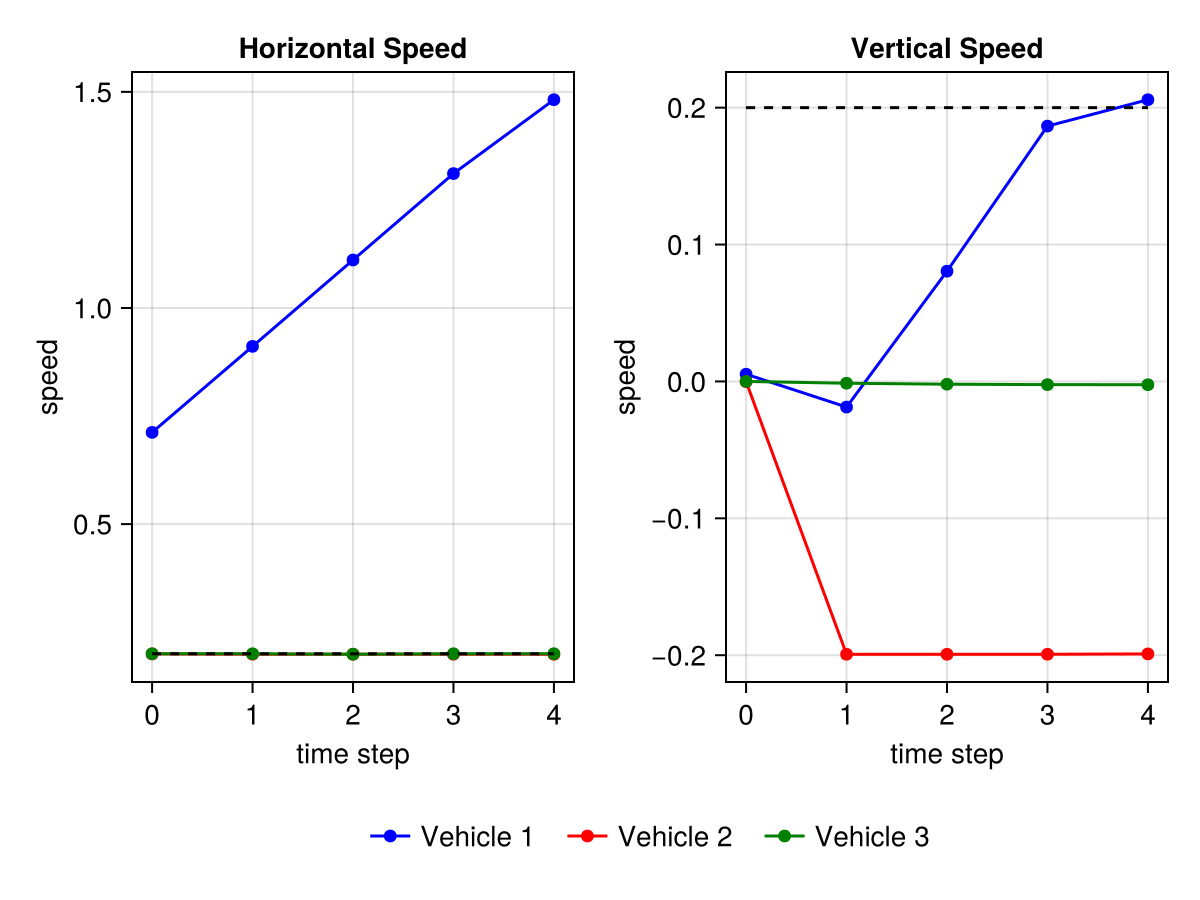 Horizontal Speed
1.5
1.0
0.5
speed
0 1 2 3 4
time step
Vertical Speed
0.2
0.1
0.0
−0.1
−0.2
speed
0 1 2 3 4
time step
Vehicle 1 Vehicle 2 Vehicle 3